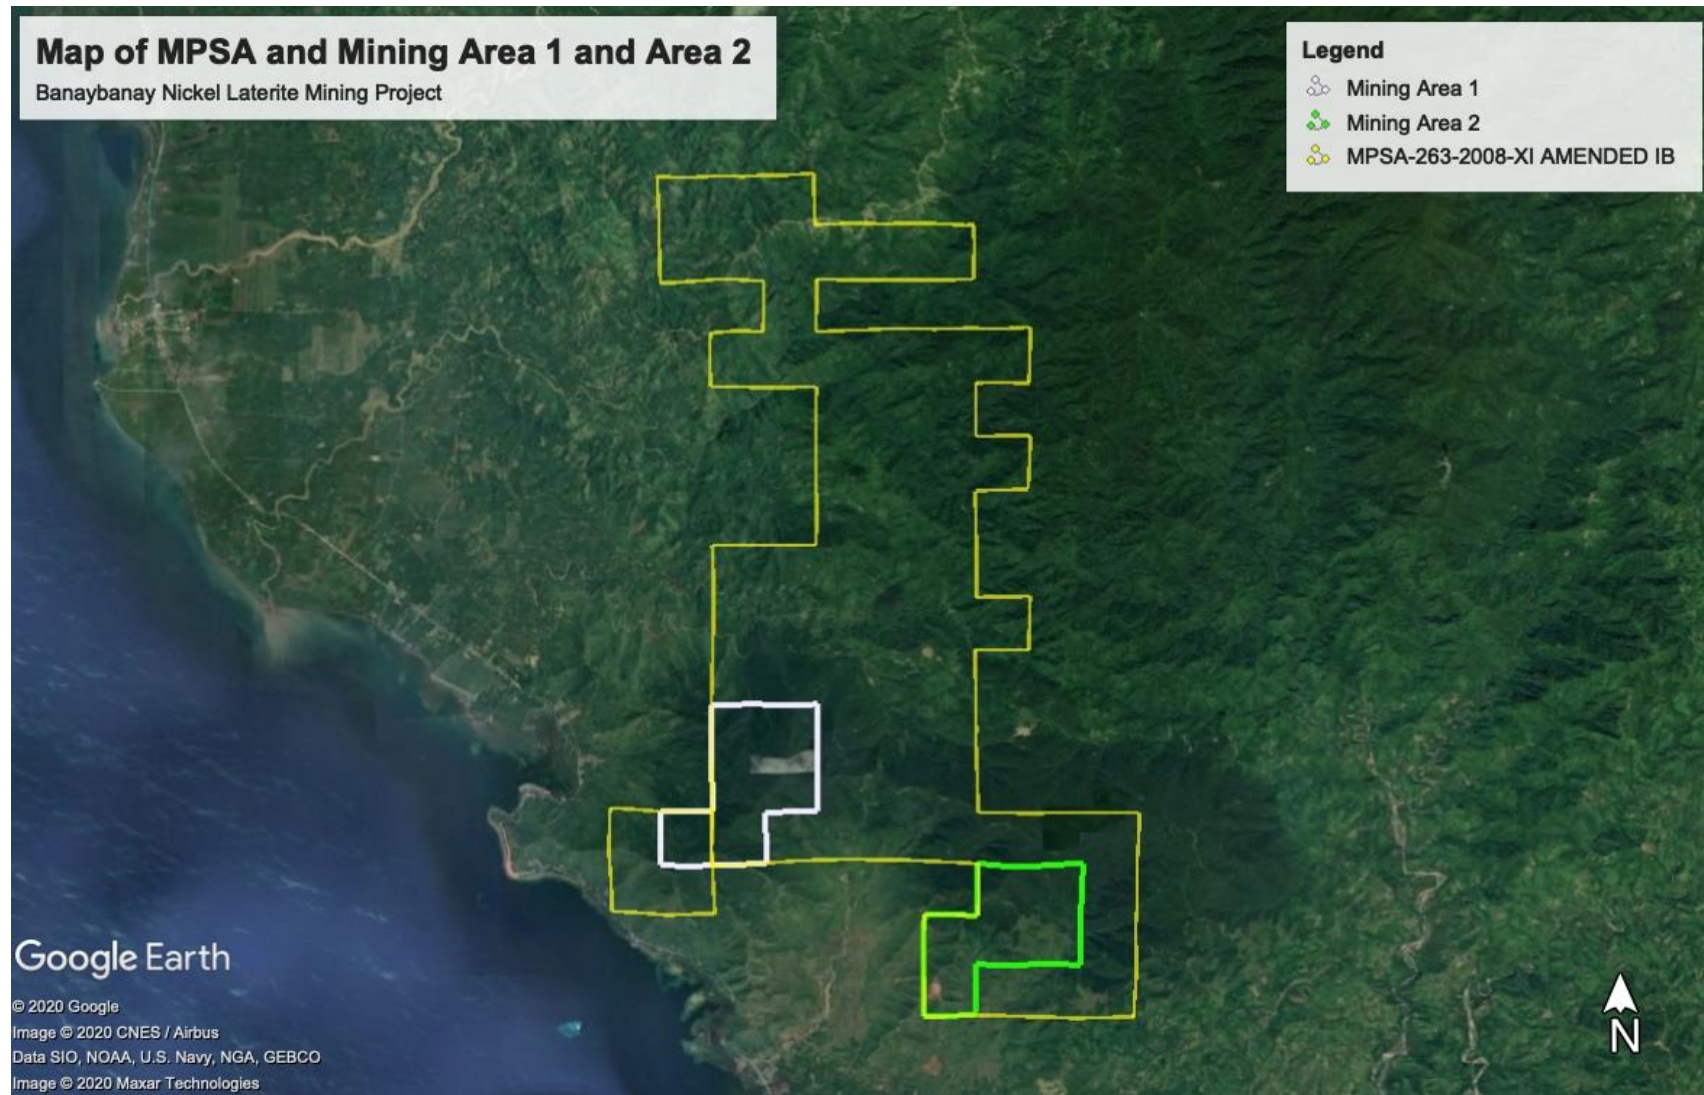 Map of MPSA and Mining Area 1 and Area 2
Banaybanay Nickel Laterite Mining Project
Legend
Mining Area 1
Mining Area 2
MPSA-263-2008-XI AMENDED IB
Google Earth
© 2020 Google
Image © 2020 CNES / Airbus
Data SIO, NOAA, U.S. Navy, NGA, GEBCO
Image © 2020 Maxar Technologies
N